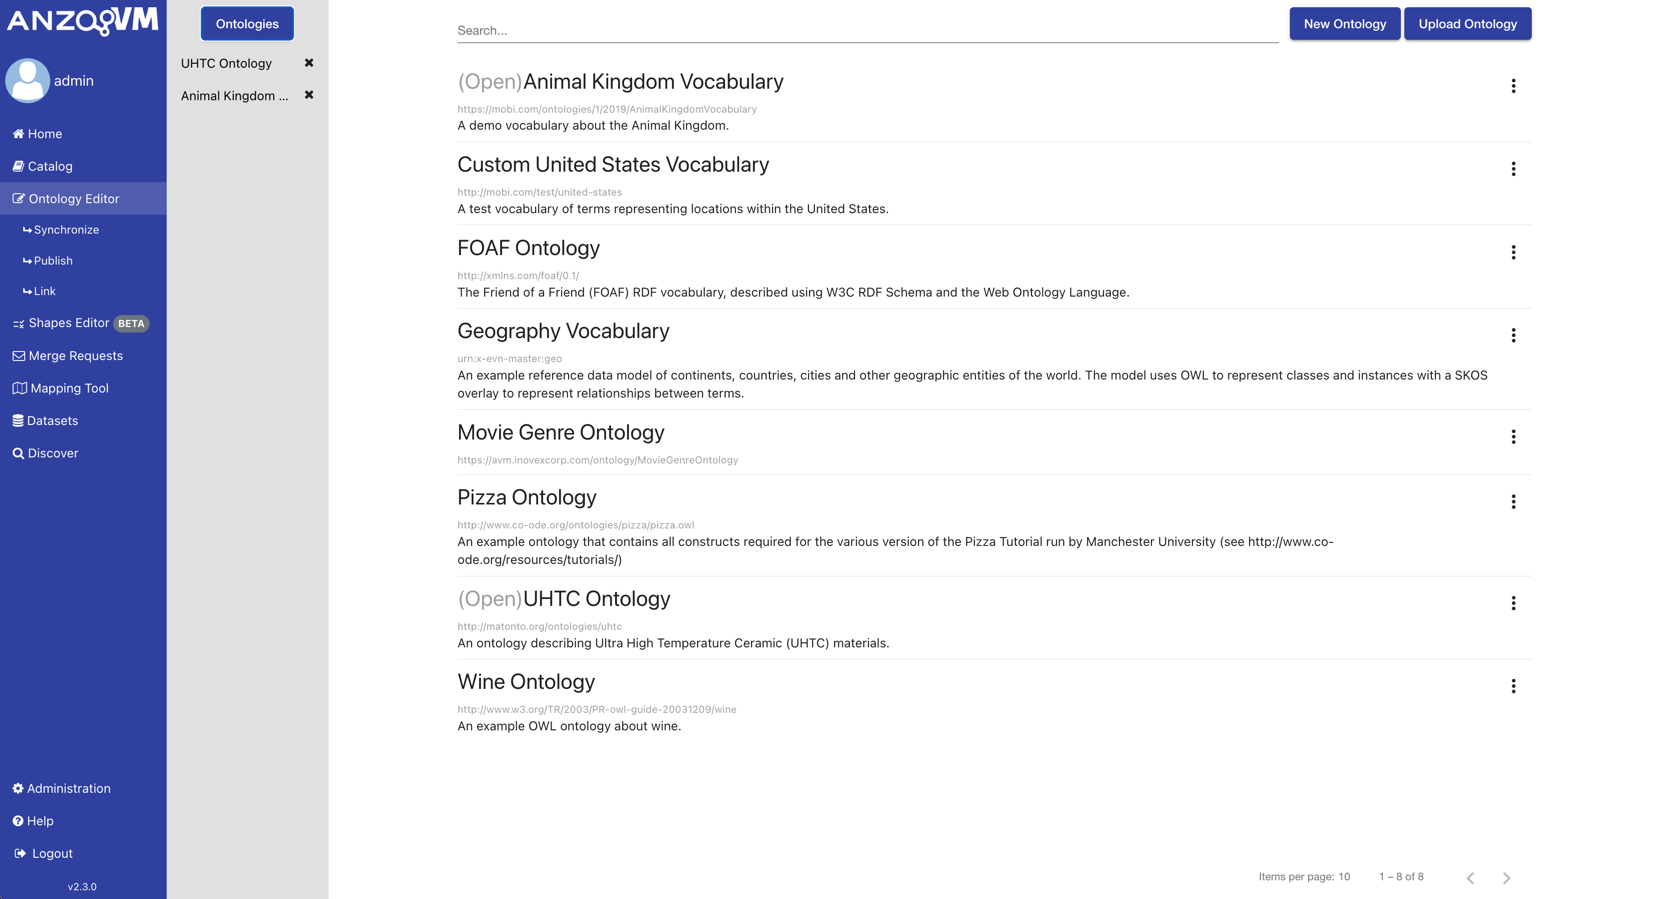 ANZOVM
admin
Home
Catalog
Ontology Editor
Synchronize
Publish
Link
Shapes Editor BETA
Merge Requests
Mapping Tool
Datasets
Discover
Administration
Help
Logout
v2.3.0
Ontologies
UHTC Ontology
Animal Kingdom ...
Search...
New Ontology
Upload Ontology
(Open)Animal Kingdom Vocabulary
https://mobi.com/ontologies/1/2019/AnimalKingdomVocabulary
A demo vocabulary about the Animal Kingdom.
Custom United States Vocabulary
http://mobi.com/test/united-states
A test vocabulary of terms representing locations within the United States.
FOAF Ontology
http://xmlns.com/foaf/0.1/
The Friend of a Friend (FOAF) RDF vocabulary, described using W3C RDF Schema and the Web Ontology Language.
Geography Vocabulary
urn:x-evn-master:geo
An example reference data model of continents, countries, cities and other geographic entities of the world. The model uses OWL to represent classes and instances with a SKOS
overlay to represent relationships between terms.
Movie Genre Ontology
https://avm.inovexcorp.com/ontology/MovieGenreOntology
Pizza Ontology
http://www.co-ode.org/ontologies/pizza/pizza.owl
An example ontology that contains all constructs required for the various version of the Pizza Tutorial run by Manchester University (see http://www.co-
ode.org/resources/tutorials/)
(Open)UHTC Ontology
http://matonto.org/ontologies/uhtc
An ontology describing Ultra High Temperature Ceramic (UHTC) materials.
Wine Ontology
http://www.w3.org/TR/2003/PR-owl-guide-20031209/wine
An example OWL ontology about wine.
Items per page: 10
1 – 8 of 8